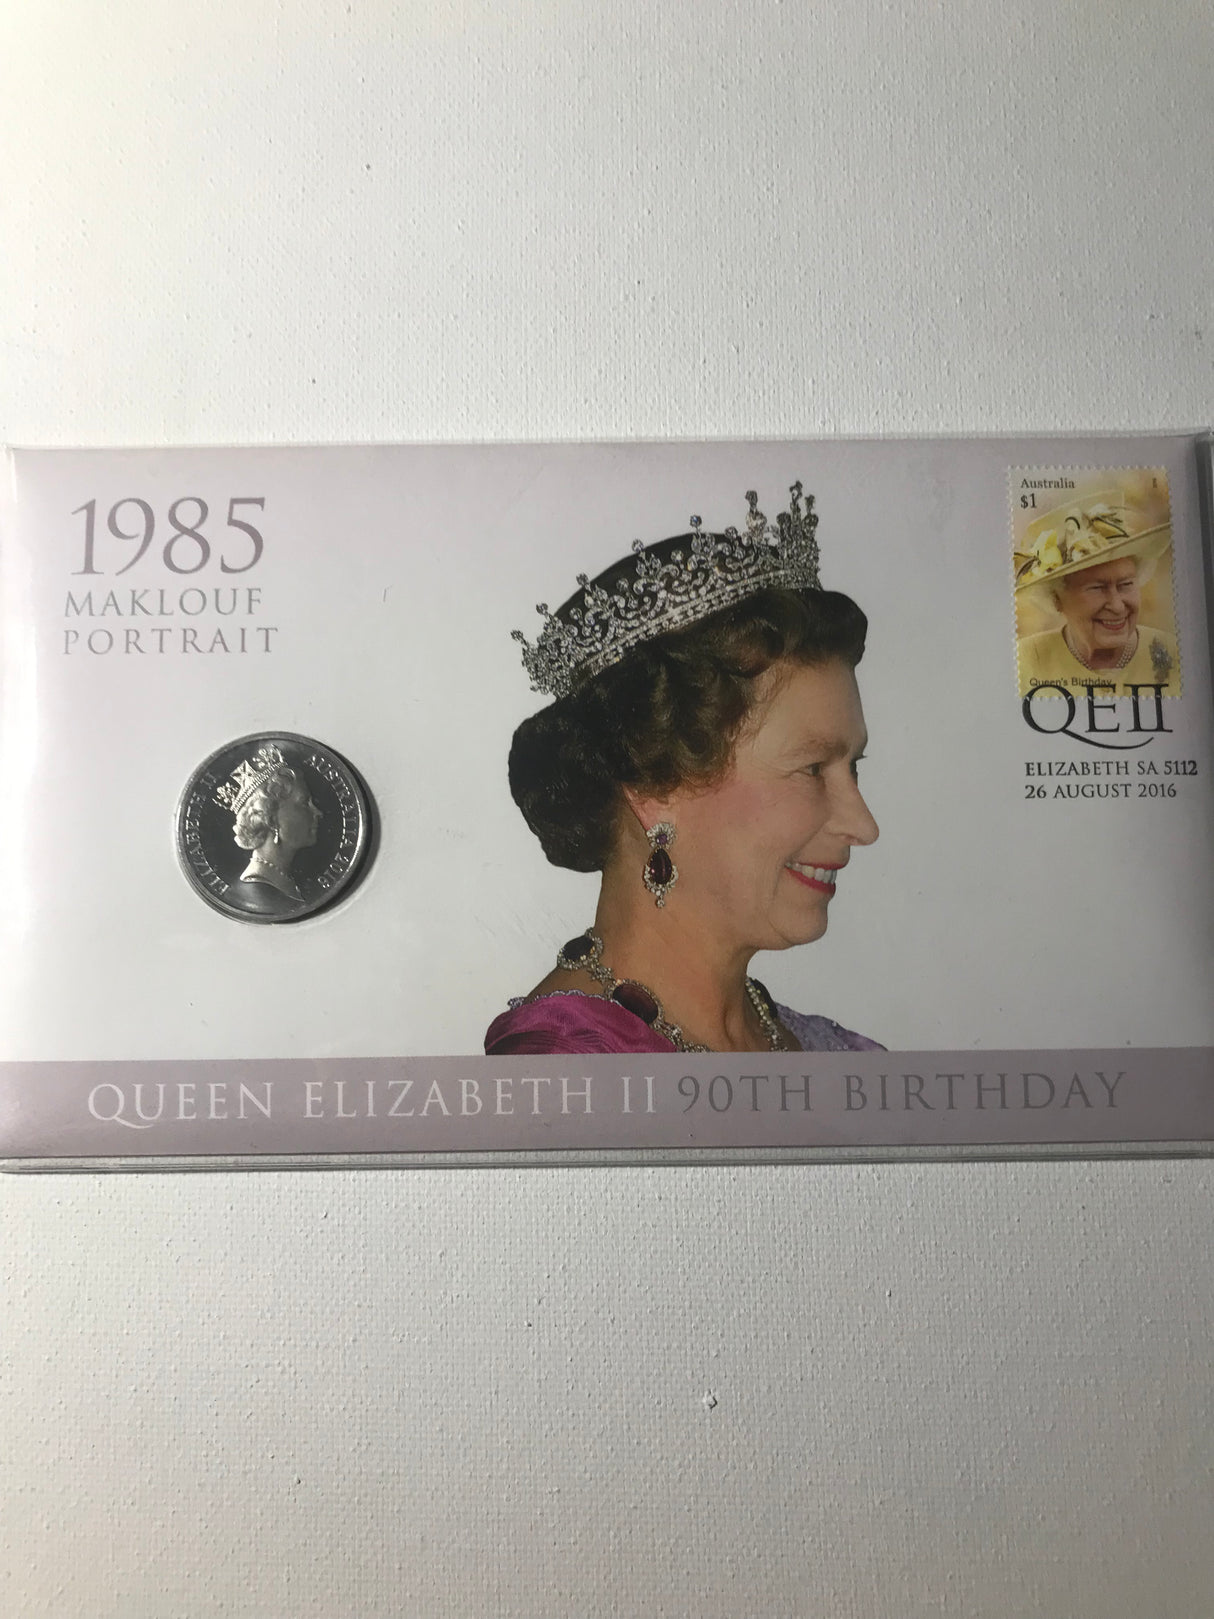 1985
MAKLOUF
PORTRAIT
ELIZABETH II
AUSTRALIA 2016
Australia
$1
Queen's Birthday
QEII
ELIZABETH SA 5112
26 AUGUST 2016
QUEEN ELIZABETH II 90TH BIRTHDAY